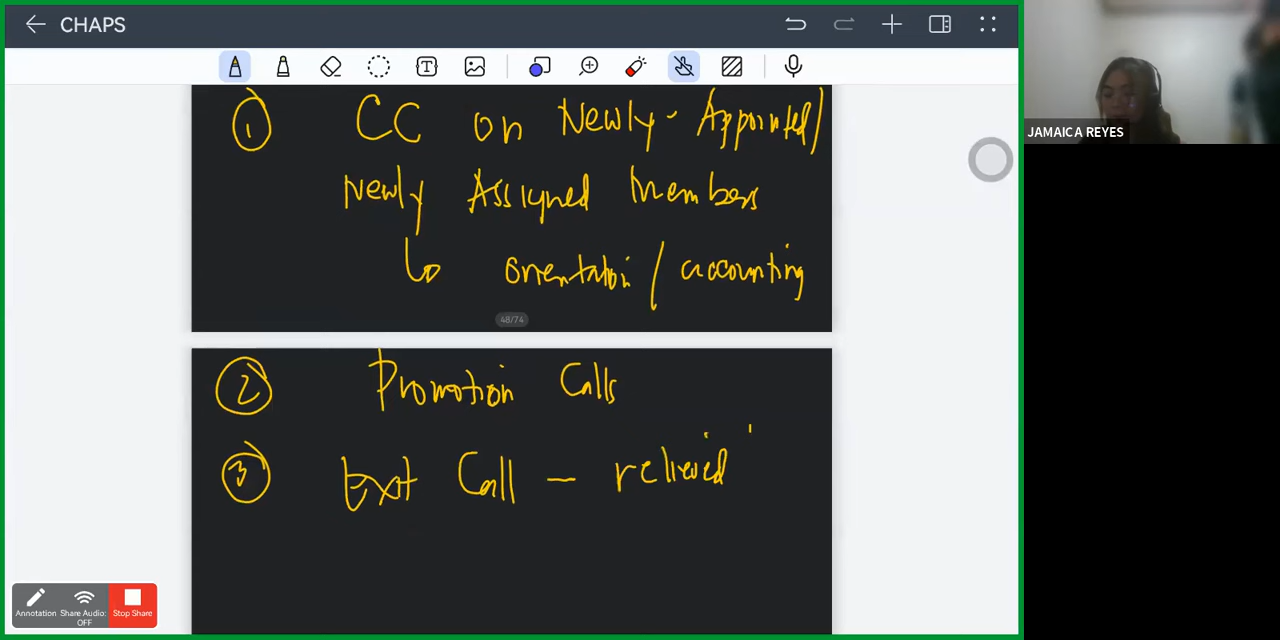 CHAPS
JAMAICA REYES
① CC on Newly-Appointed/
Newly Assigned Members
↳ orientation / accounting
48/74
② Promotion Calls
③ Exit Call — relieved
Annotation
Share Audio: OFF
Stop Share